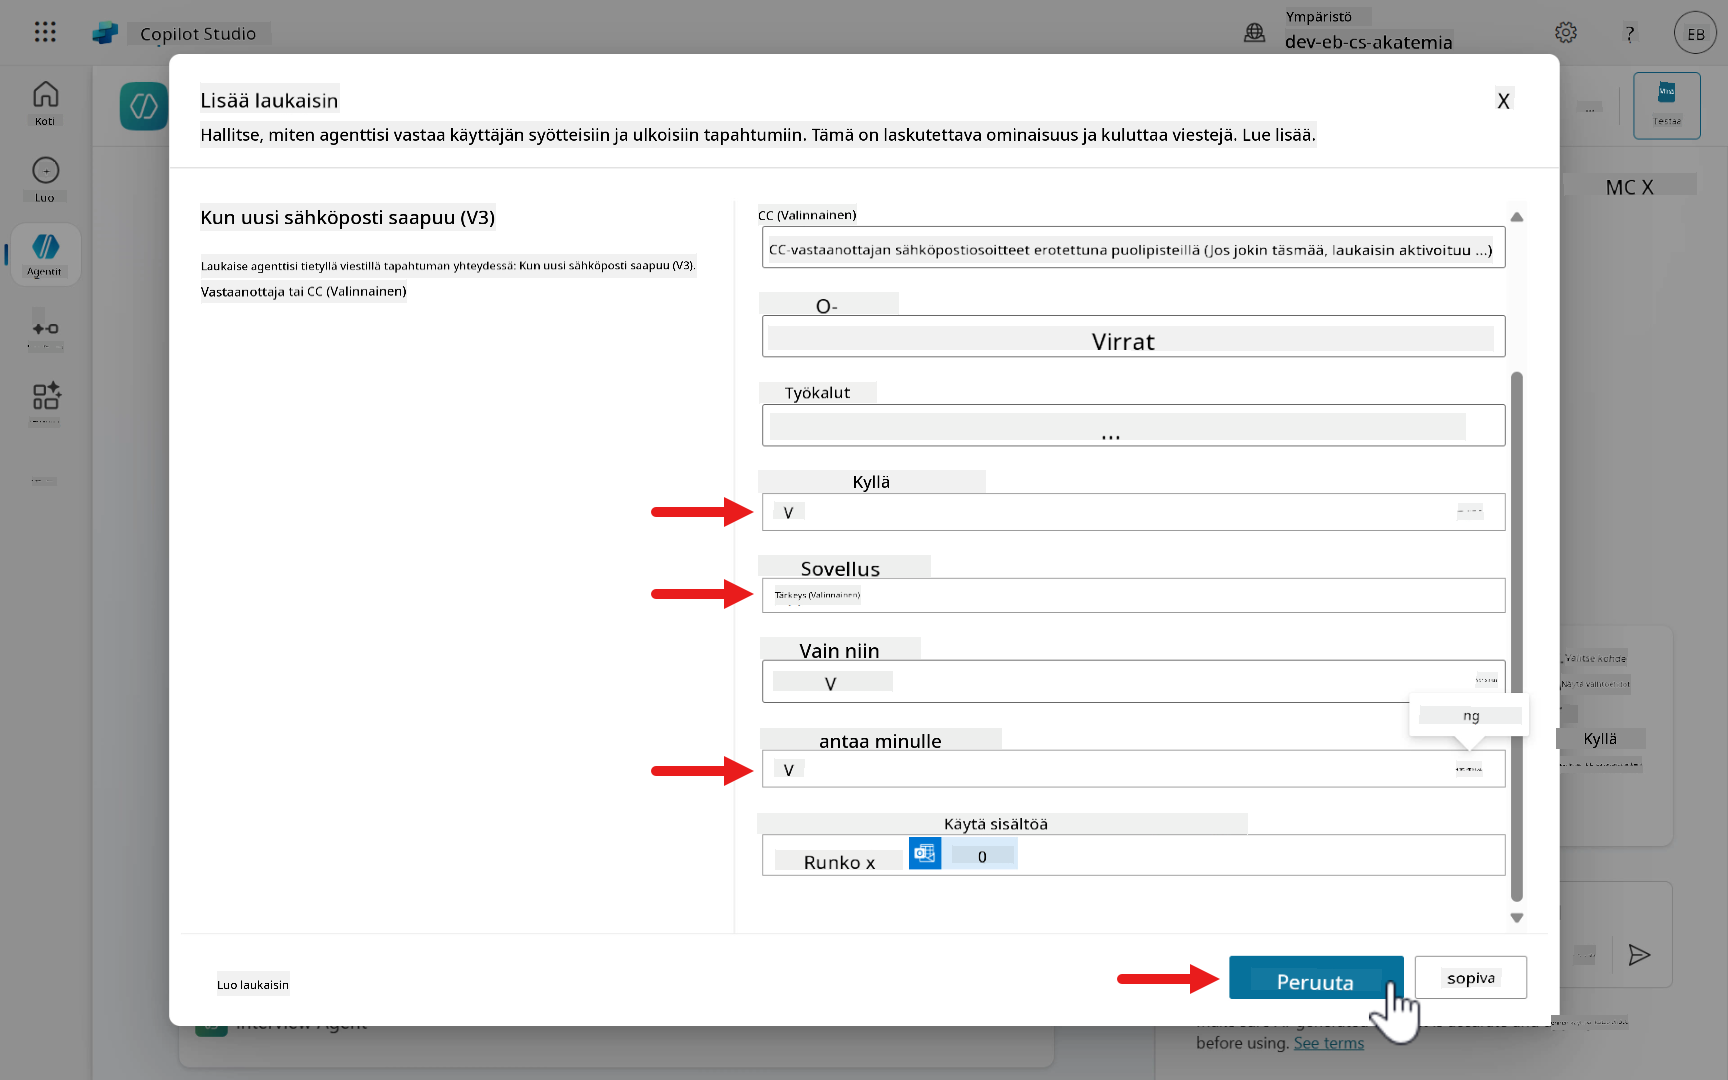 Copilot Studio
Ympäristö
dev-eb-cs-akatemia
?
EB
Koti
Luo
Agentit
Lisää laukaisin
X
Hallitse, miten agenttisi vastaa käyttäjän syötteisiin ja ulkoisiin tapahtumiin. Tämä on laskutettava ominaisuus ja kuluttaa viestejä. Lue lisää.
...
Testaa
MC X
Kun uusi sähköposti saapuu (V3)
Laukaise agenttisi tietyllä viestillä tapahtuman yhteydessä: Kun uusi sähköposti saapuu (V3).
Vastaanottaja tai CC (Valinnainen)
CC (Valinnainen)
CC-vastaanottajan sähköpostiosoitteet erotettuna puolipisteillä (Jos jokin täsmää, laukaisin aktivoituu ...)
O-
Virrat
Työkalut
...
Kyllä
V
Sovellus
Tärkeys (Valinnainen)
Vain niin
V
ng
antaa minulle
V
Käytä sisältöä
Runko x
0
Kyllä
Luo laukaisin
Peruuta
sopiva
Interview Agent
before using. See terms